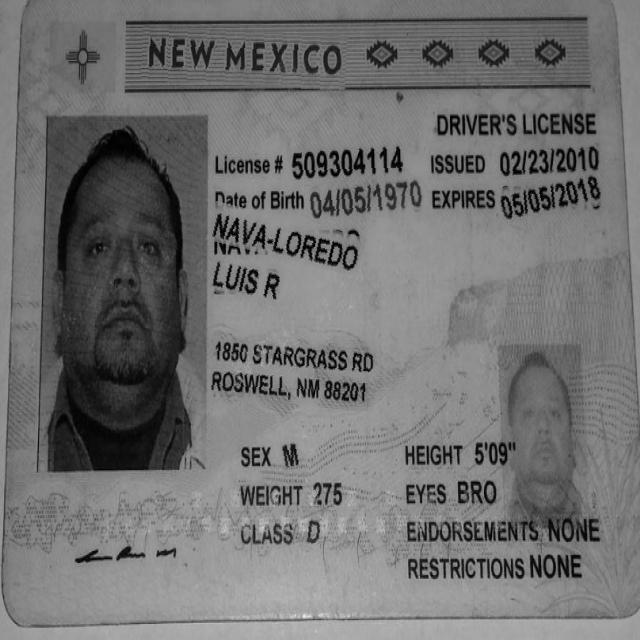 NEW MEXICO
DRIVER'S LICENSE
License # 509304114 ISSUED 02/23/2010
Date of Birth 04/05/1970 EXPIRES 05/05/2018
NAVA-LOREDO
LUIS R
1850 STARGRASS RD
ROSWELL, NM 88201
SEX M HEIGHT 5'09"
WEIGHT 275 EYES BRO
CLASS D ENDORSEMENTS NONE
RESTRICTIONS NONE